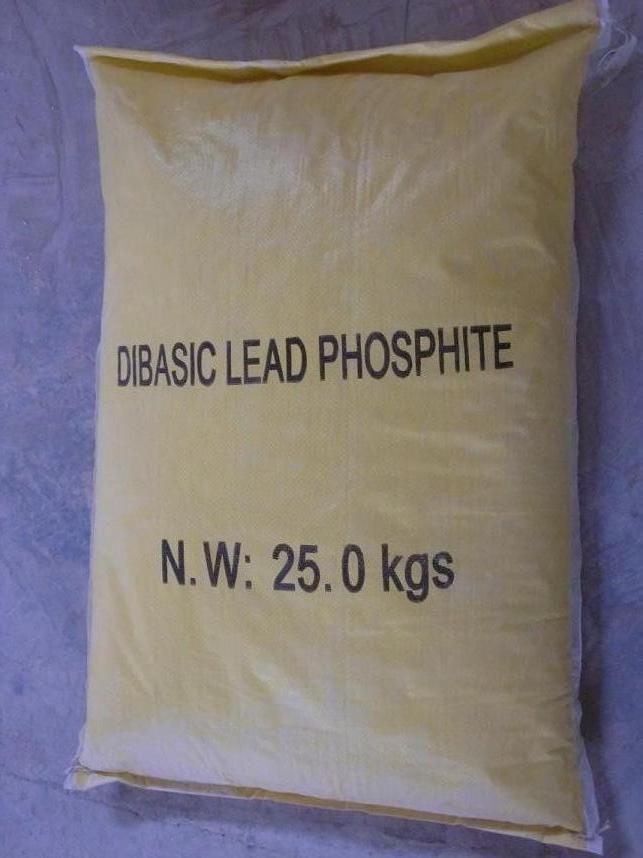 DIBASIC LEAD PHOSPHITE
N.W: 25.0 kgs